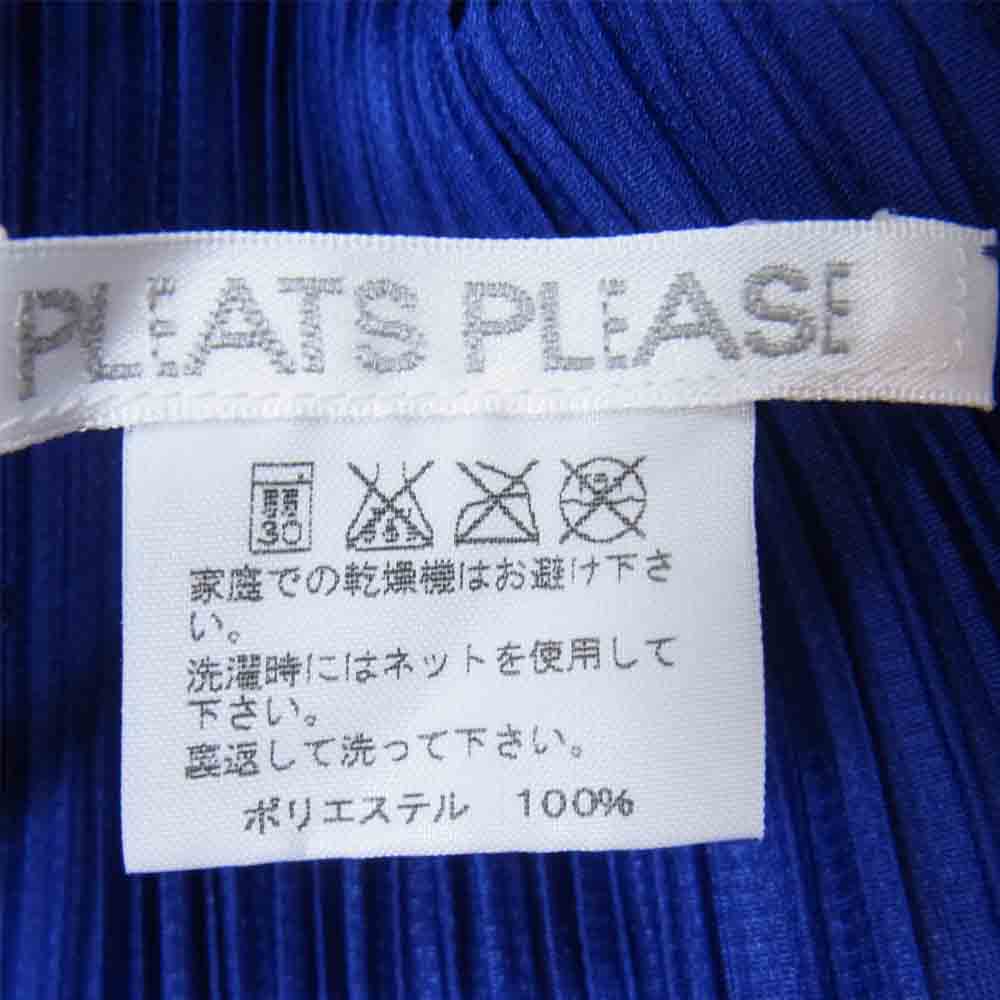 PLEATS PLEASE
30
家庭での乾燥機はお避け下さ
い。
洗濯時にはネットを使用して
下さい。
裏返して洗って下さい。
ポリエステル 100%